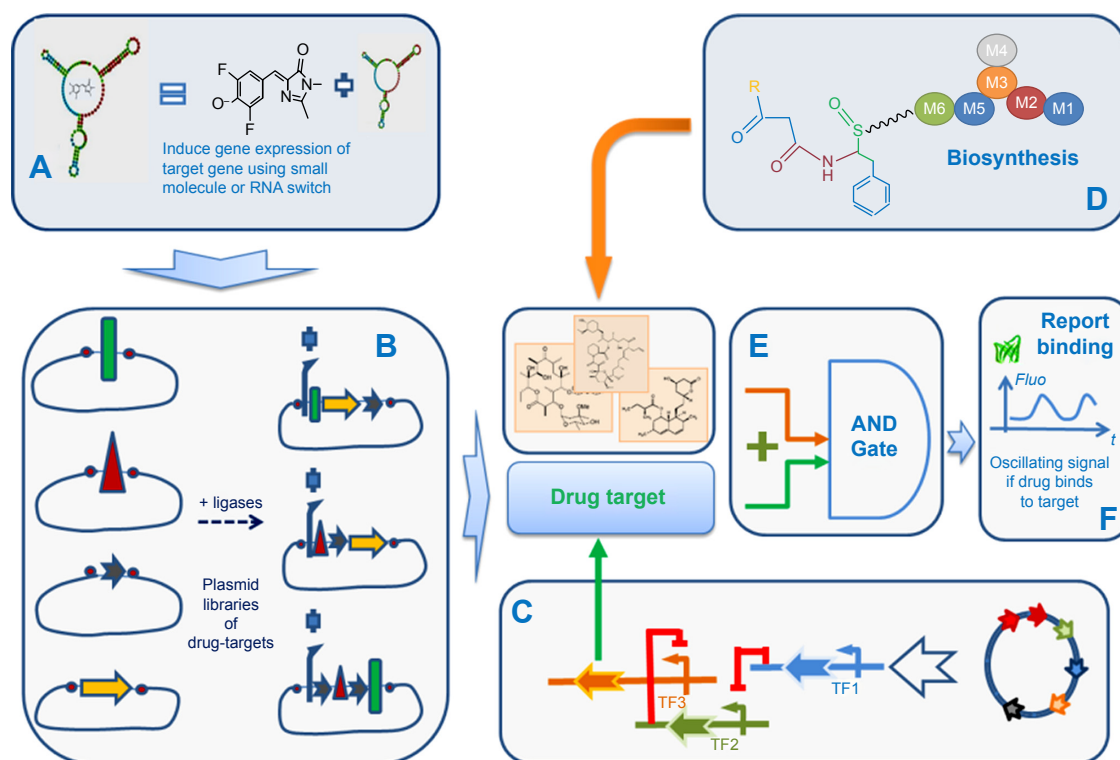 A
O
F
N
O
F
N
Induce gene expression of
target gene using small
molecule or RNA switch
R
O
O
S
O
N
H
M4
M3
M6
M5
M2
M1
Biosynthesis
D
B
+ ligases
Plasmid
libraries
of
drug-targets
Drug target
E
AND
Gate
+
Report
binding
Fluo
t
Oscillating signal
if drug binds
to target
F
C
TF3
TF1
TF2